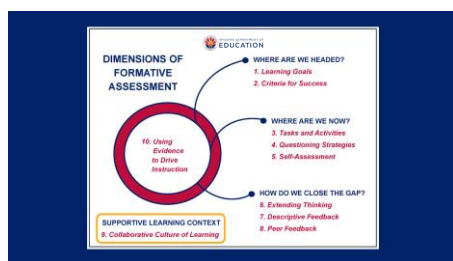 ARIZONA DEPARTMENT OF
EDUCATION
DIMENSIONS OF
FORMATIVE
ASSESSMENT
WHERE ARE WE HEADED?
1. Learning Goals
2. Criteria for Success
WHERE ARE WE NOW?
3. Tasks and Activities
4. Questioning Strategies
5. Self-Assessment
10. Using
Evidence
to Drive
Instruction
HOW DO WE CLOSE THE GAP?
6. Extending Thinking
7. Descriptive Feedback
8. Peer Feedback
SUPPORTIVE LEARNING CONTEXT
9. Collaborative Culture of Learning